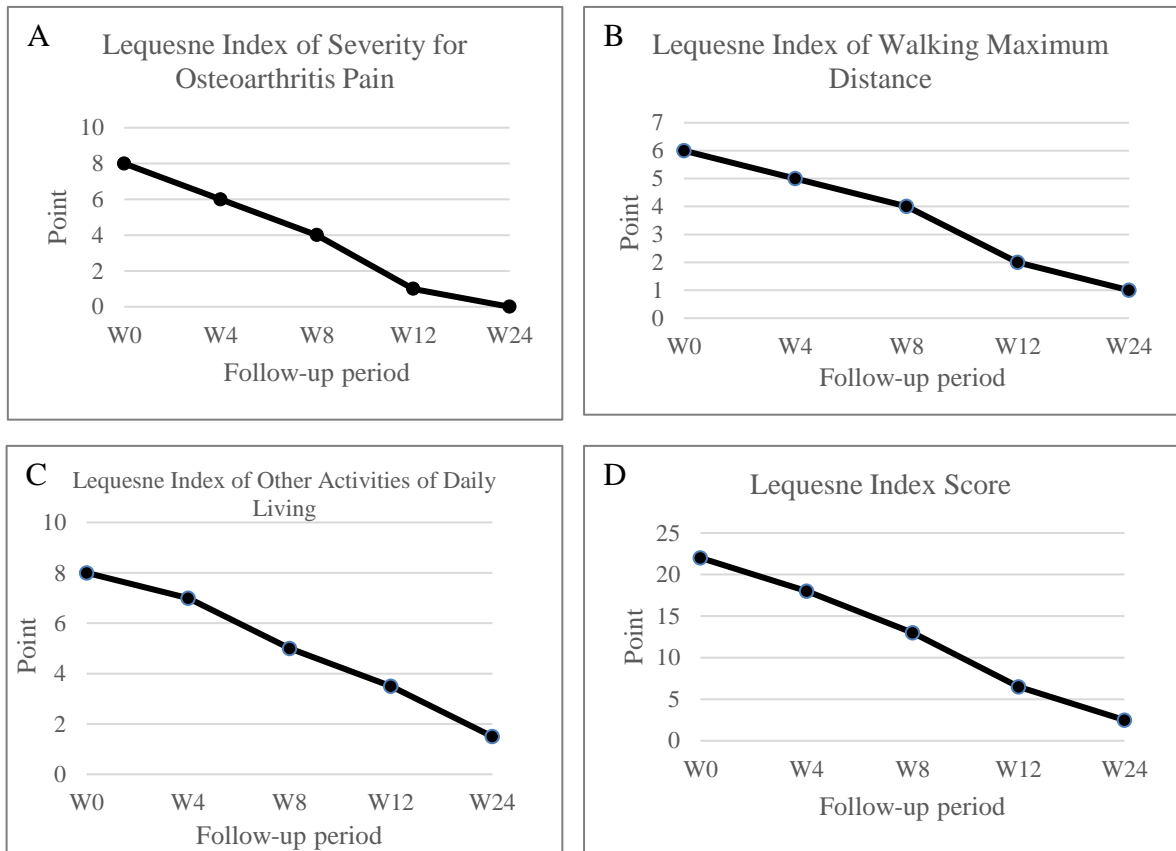 A
Lequesne Index of Severity for
Osteoarthritis Pain
10
8
6
4
2
0
Point
W0 W4 W8 W12 W24
Follow-up period
B
Lequesne Index of Walking Maximum
Distance
7
6
5
4
3
2
1
0
Point
W0 W4 W8 W12 W24
Follow-up period
C
Lequesne Index of Other Activities of Daily
Living
10
8
6
4
2
0
Point
W0 W4 W8 W12 W24
Follow-up period
D
Lequesne Index Score
25
20
15
10
5
0
Point
W0 W4 W8 W12 W24
Follow-up period